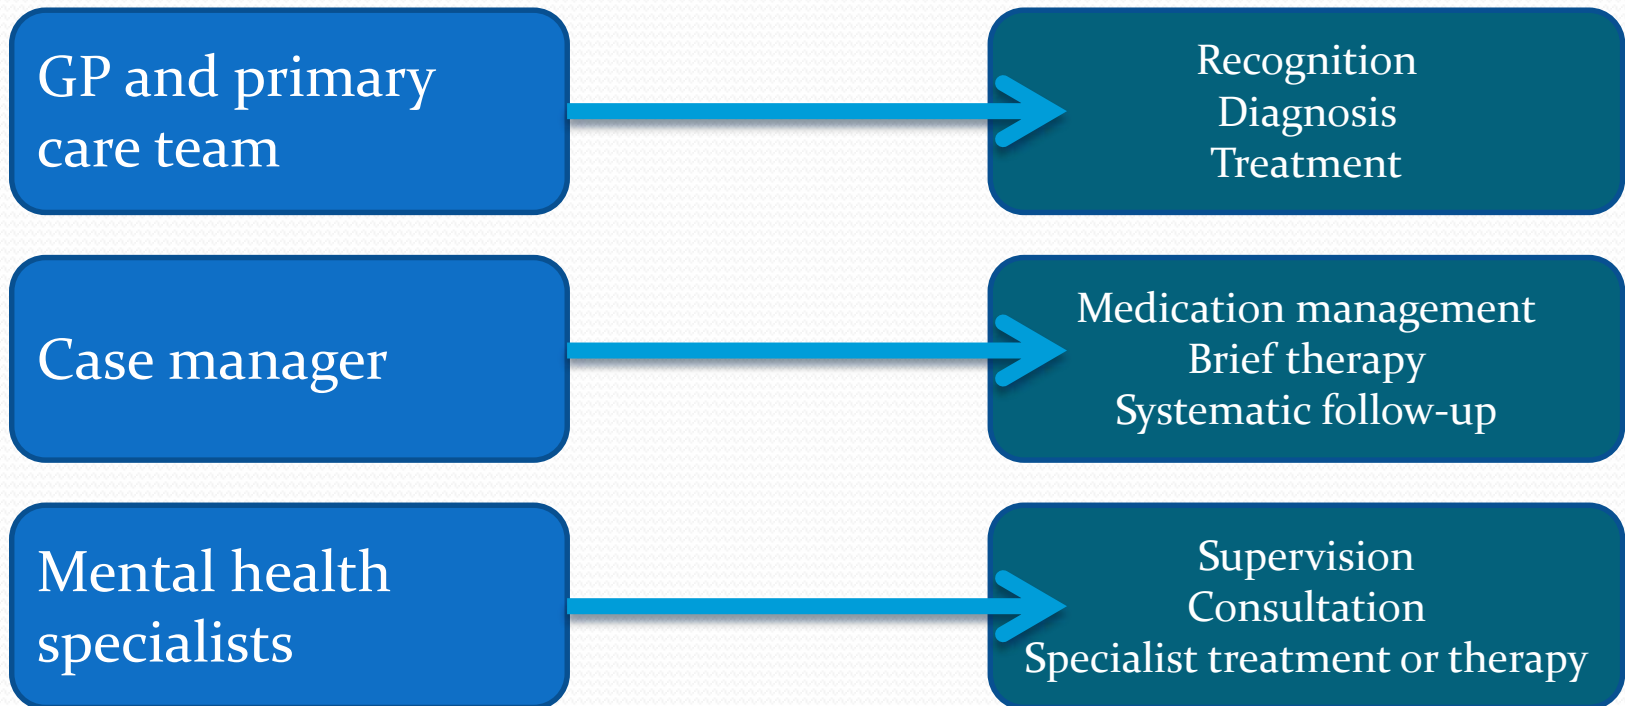 GP and primary
care team
Recognition
Diagnosis
Treatment
Case manager
Medication management
Brief therapy
Systematic follow-up
Mental health
specialists
Supervision
Consultation
Specialist treatment or therapy